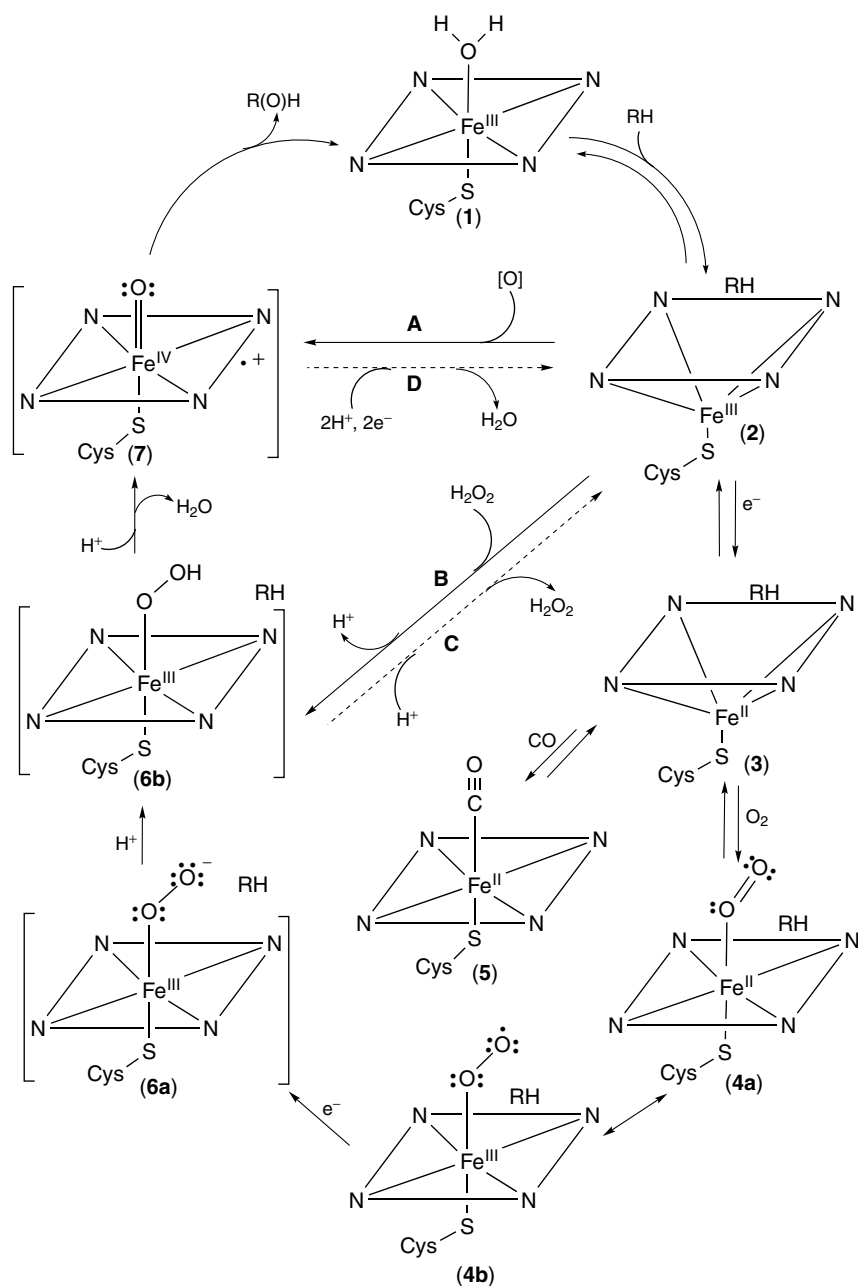 H H
O
N N
Fe^III
N N
S
Cys
(1)
R(O)H
RH
O
N N
Fe^IV
• +
N N
S
Cys
(7)
[O]
A
D
2H⁺, 2e⁻
H₂O
RH
N N
N N
Fe^III
S
Cys
(2)
H₂O
H⁺
H₂O₂
B
C
H⁺
H₂O₂
H⁺
e⁻
OH
O
RH
N N
Fe^III
N N
S
Cys
(6b)
RH
N N
N N
Fe^II
S
Cys
(3)
CO
O
C
N N
Fe^II
N N
S
Cys
(5)
O₂
H⁺
O⁻
O
RH
N N
Fe^III
N N
S
Cys
(6a)
O
O
RH
N N
Fe^II
N N
S
Cys
(4a)
e⁻
O
O
RH
N N
Fe^III
N N
S
Cys
(4b)